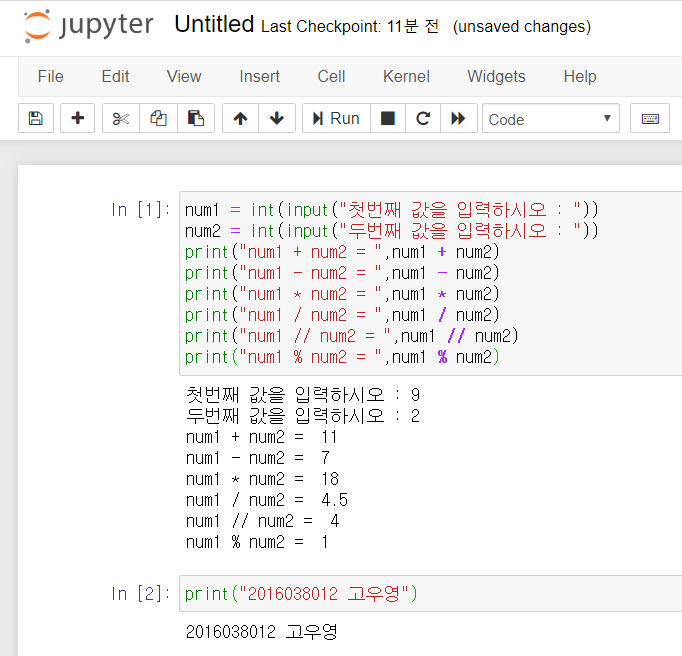 jupyter Untitled Last Checkpoint: 11분 전 (unsaved changes)
File Edit View Insert Cell Kernel Widgets Help
Run Code
In [1]: num1 = int(input("첫번째 값을 입력하시오 : "))
num2 = int(input("두번째 값을 입력하시오 : "))
print("num1 + num2 = ",num1 + num2)
print("num1 - num2 = ",num1 - num2)
print("num1 * num2 = ",num1 * num2)
print("num1 / num2 = ",num1 / num2)
print("num1 // num2 = ",num1 // num2)
print("num1 % num2 = ",num1 % num2)
첫번째 값을 입력하시오 : 9
두번째 값을 입력하시오 : 2
num1 + num2 =  11
num1 - num2 =  7
num1 * num2 =  18
num1 / num2 =  4.5
num1 // num2 =  4
num1 % num2 =  1
In [2]: print("2016038012 고우영")
2016038012 고우영